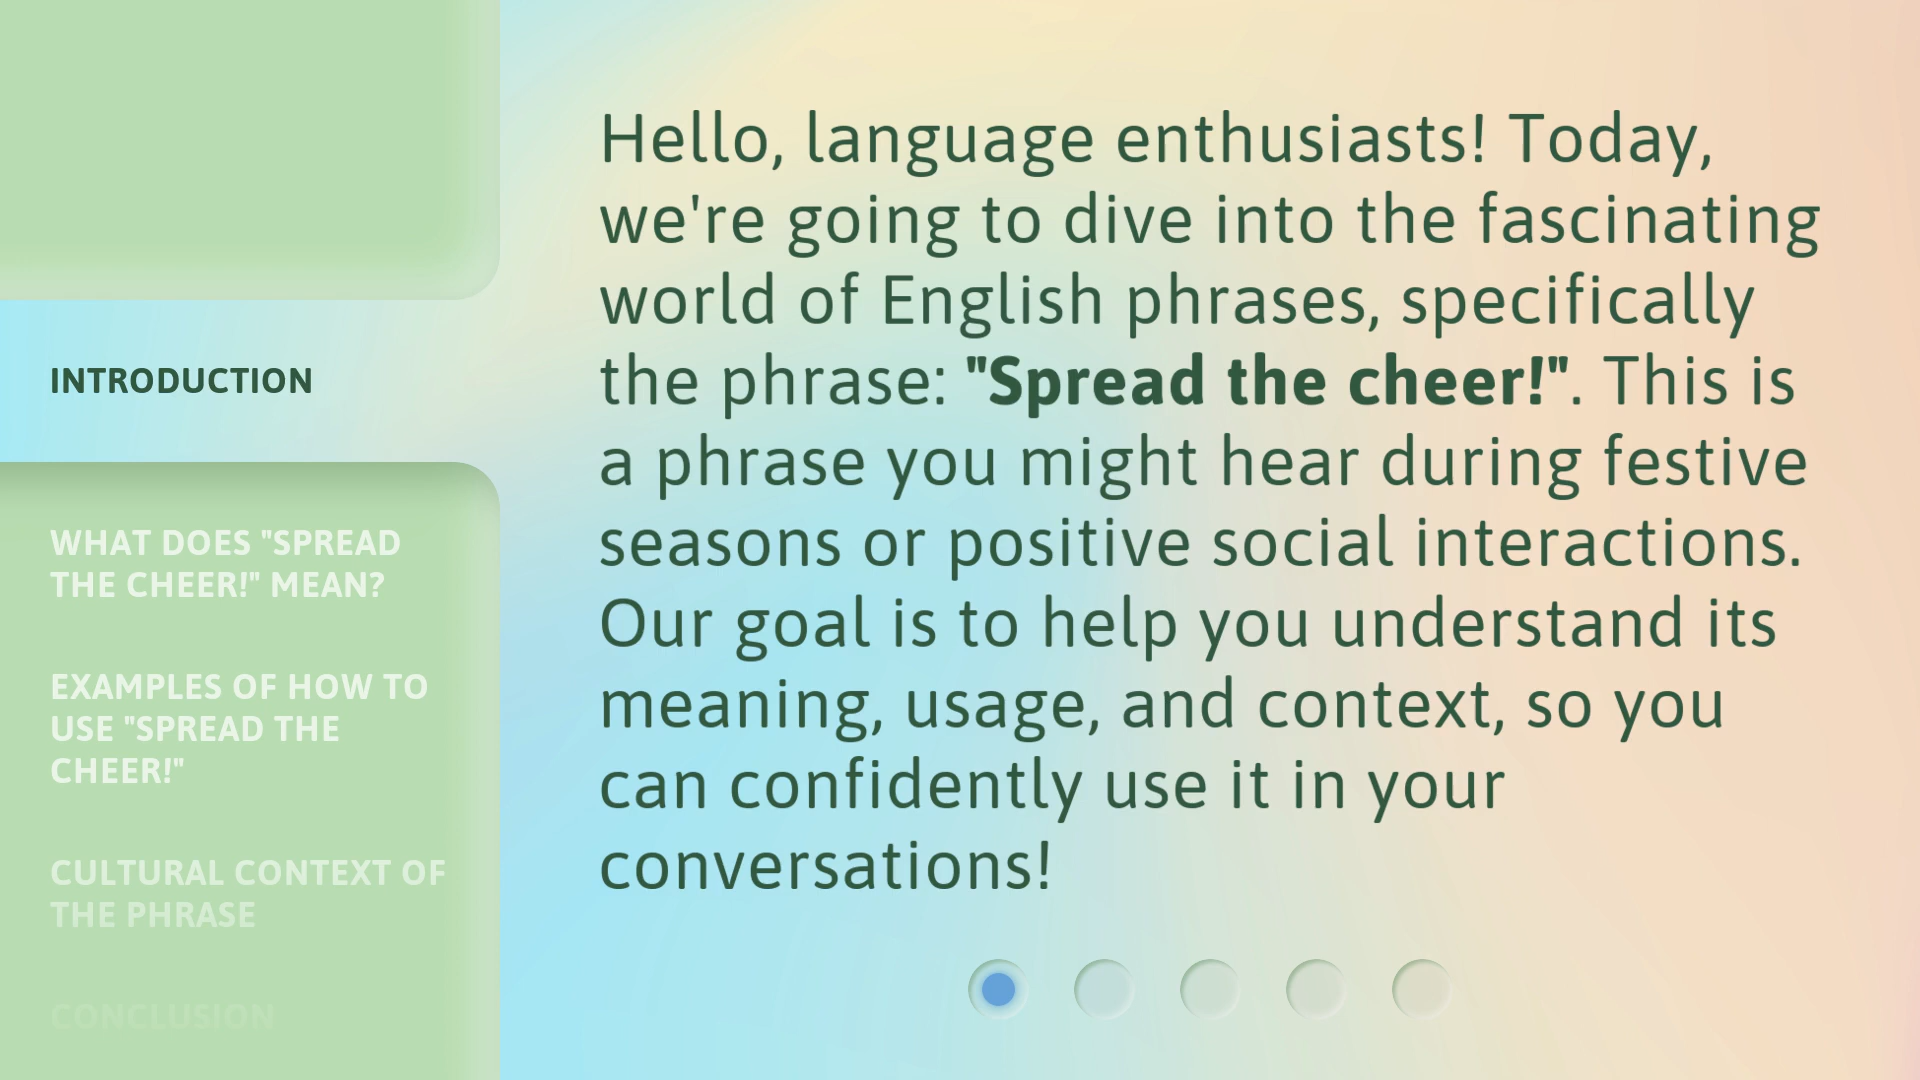 INTRODUCTION
WHAT DOES "SPREAD
THE CHEER!" MEAN?
EXAMPLES OF HOW TO
USE "SPREAD THE
CHEER!"
CULTURAL CONTEXT OF
THE PHRASE
CONCLUSION
Hello, language enthusiasts! Today,
we're going to dive into the fascinating
world of English phrases, specifically
the phrase: "Spread the cheer!". This is
a phrase you might hear during festive
seasons or positive social interactions.
Our goal is to help you understand its
meaning, usage, and context, so you
can confidently use it in your
conversations!